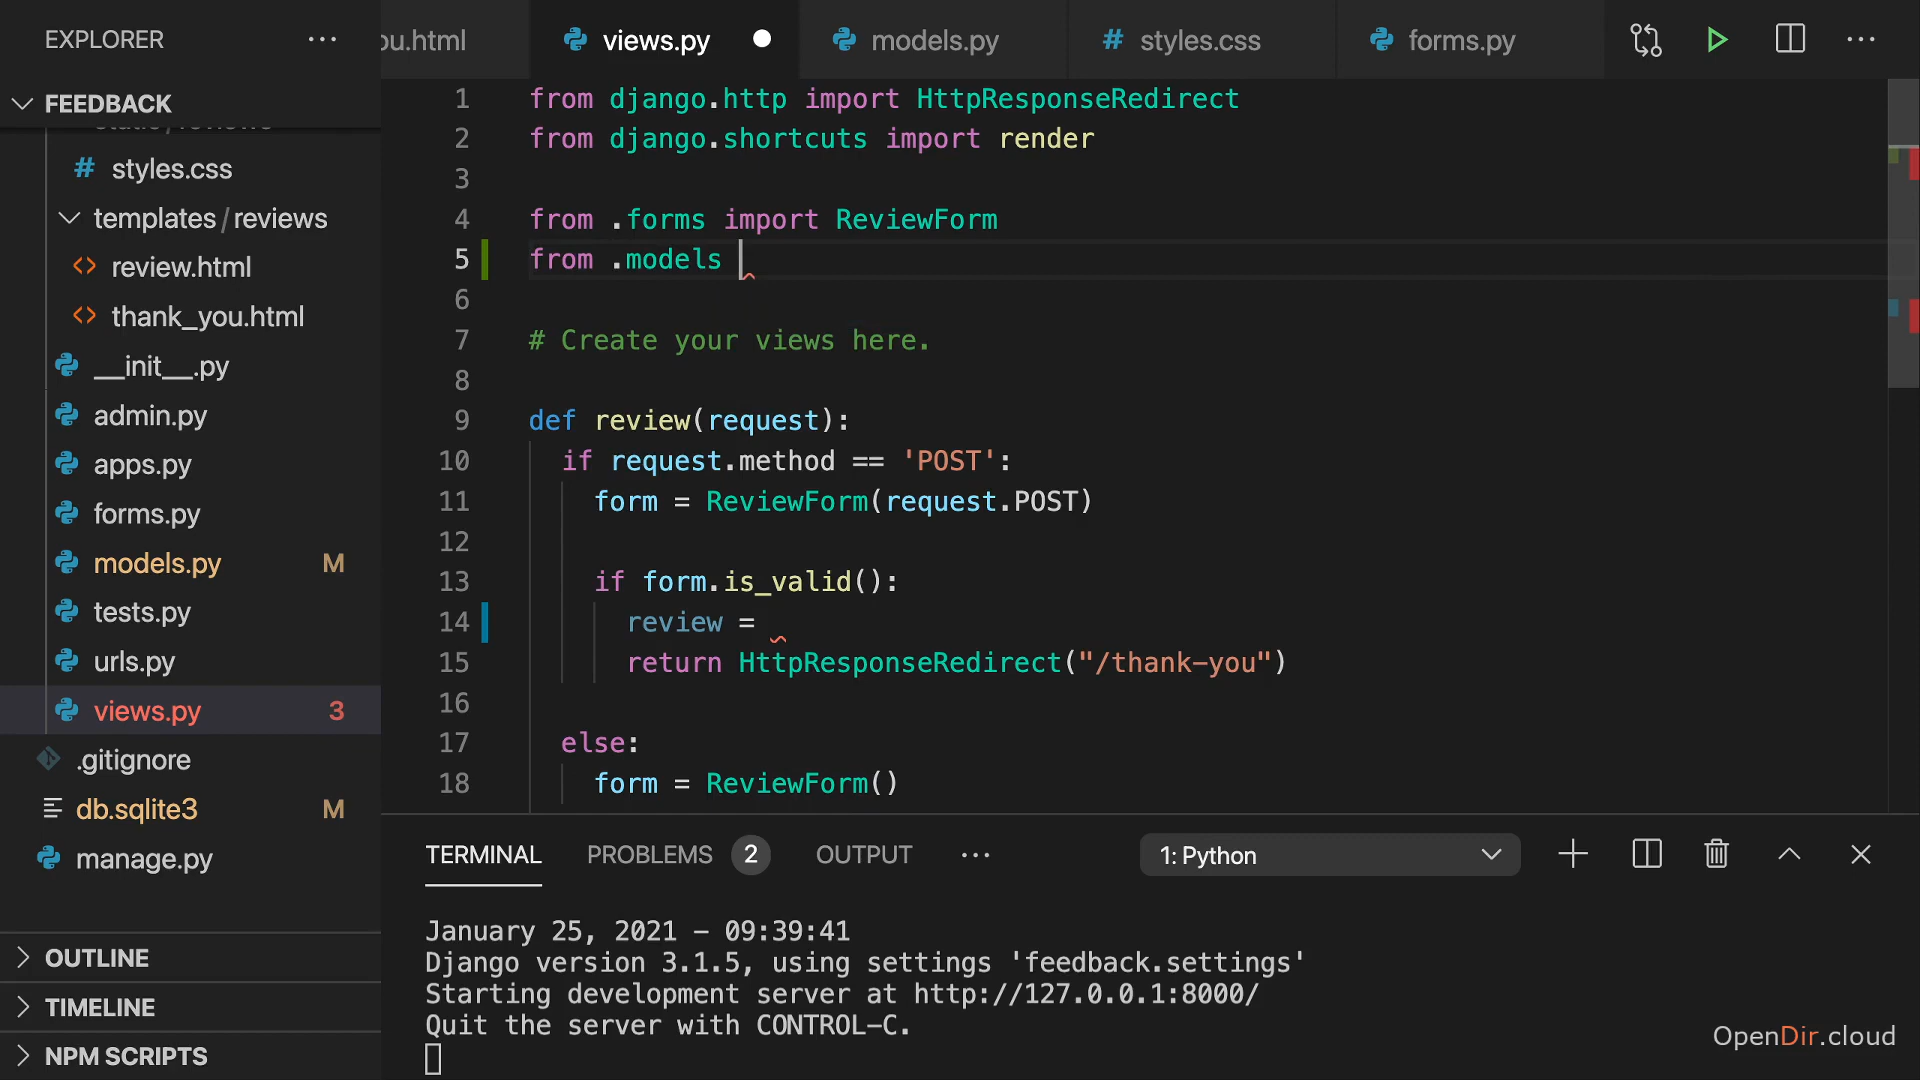 EXPLORER
FEEDBACK
static/reviews
styles.css
templates/reviews
review.html
thank_you.html
__init__.py
admin.py
apps.py
forms.py
models.py M
tests.py
urls.py
views.py 3
.gitignore
db.sqlite3 M
manage.py
OUTLINE
TIMELINE
NPM SCRIPTS
ou.html views.py models.py # styles.css forms.py
1 from django.http import HttpResponseRedirect
2 from django.shortcuts import render
3
4 from .forms import ReviewForm
5 from .models
6
7 # Create your views here.
8
9 def review(request):
10 if request.method == 'POST':
11 form = ReviewForm(request.POST)
12
13 if form.is_valid():
14 review =
15 return HttpResponseRedirect("/thank-you")
16
17 else:
18 form = ReviewForm()
TERMINAL PROBLEMS 2 OUTPUT 1: Python
January 25, 2021 - 09:39:41
Django version 3.1.5, using settings 'feedback.settings'
Starting development server at http://127.0.0.1:8000/
Quit the server with CONTROL-C.
OpenDir.cloud